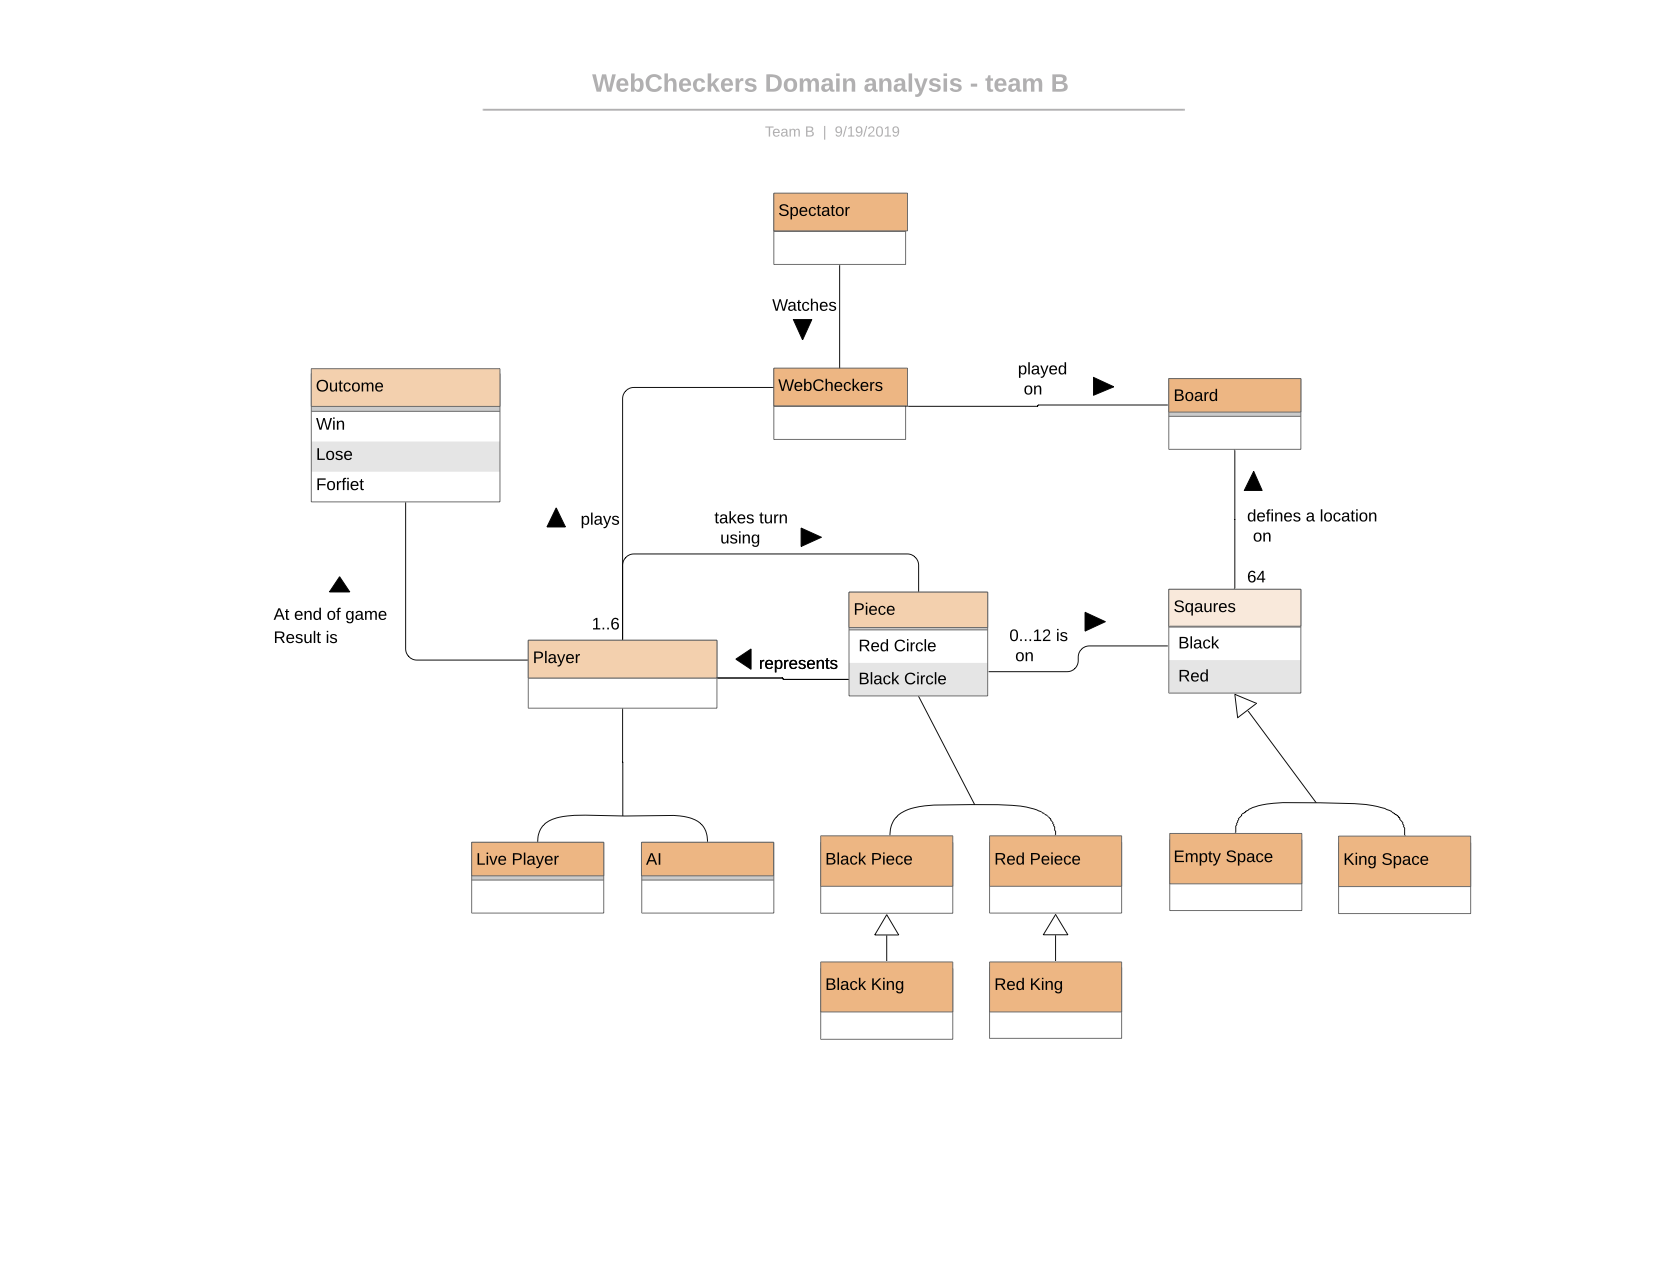 WebCheckers Domain analysis - team B
Team B | 9/19/2019
Spectator
Watches
WebCheckers
played
on
Board
Outcome
Win
Lose
Forfiet
plays
takes turn
using
defines a location
on
64
At end of game
Result is
1..6
Player
represents
Piece
Red Circle
Black Circle
0...12 is
on
Sqaures
Black
Red
Live Player
AI
Black Piece
Red Peiece
Empty Space
King Space
Black King
Red King